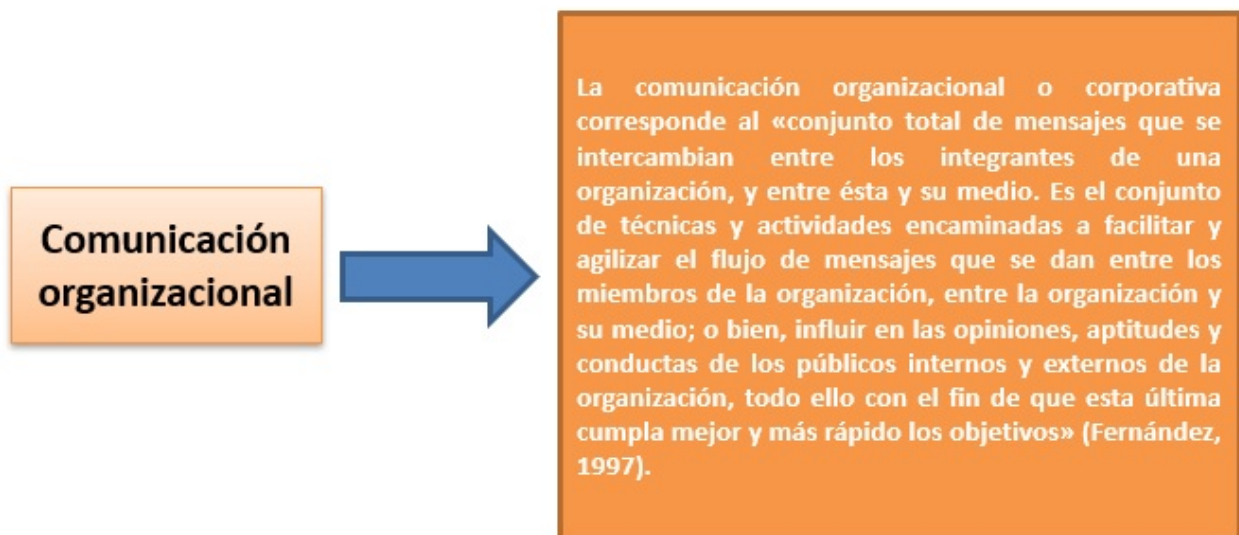 Comunicación
organizacional
La comunicación organizacional o corporativa
corresponde al «conjunto total de mensajes que se
intercambian entre los integrantes de una
organización, y entre ésta y su medio. Es el conjunto
de técnicas y actividades encaminadas a facilitar y
agilizar el flujo de mensajes que se dan entre los
miembros de la organización, entre la organización y
su medio; o bien, influir en las opiniones, aptitudes y
conductas de los públicos internos y externos de la
organización, todo ello con el fin de que esta última
cumpla mejor y más rápido los objetivos» (Fernández,
1997).